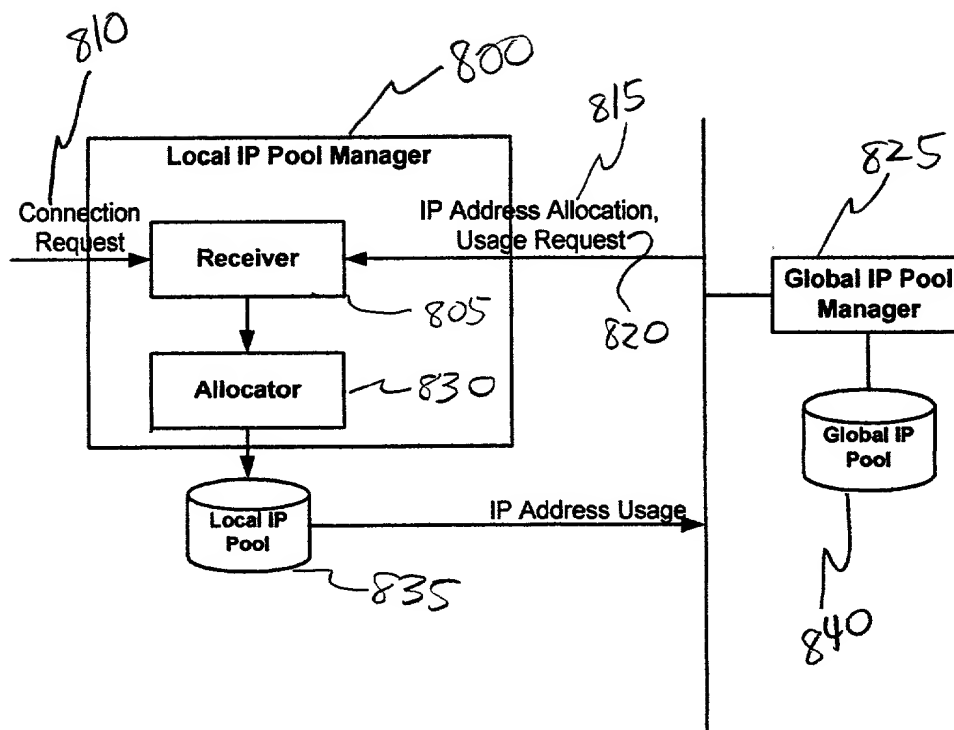 810
800
815
825
Local IP Pool Manager
Connection
Request
IP Address Allocation,
Usage Request
Receiver
805
820
Global IP Pool
Manager
Allocator
830
Global IP
Pool
Local IP
Pool
IP Address Usage
835
840